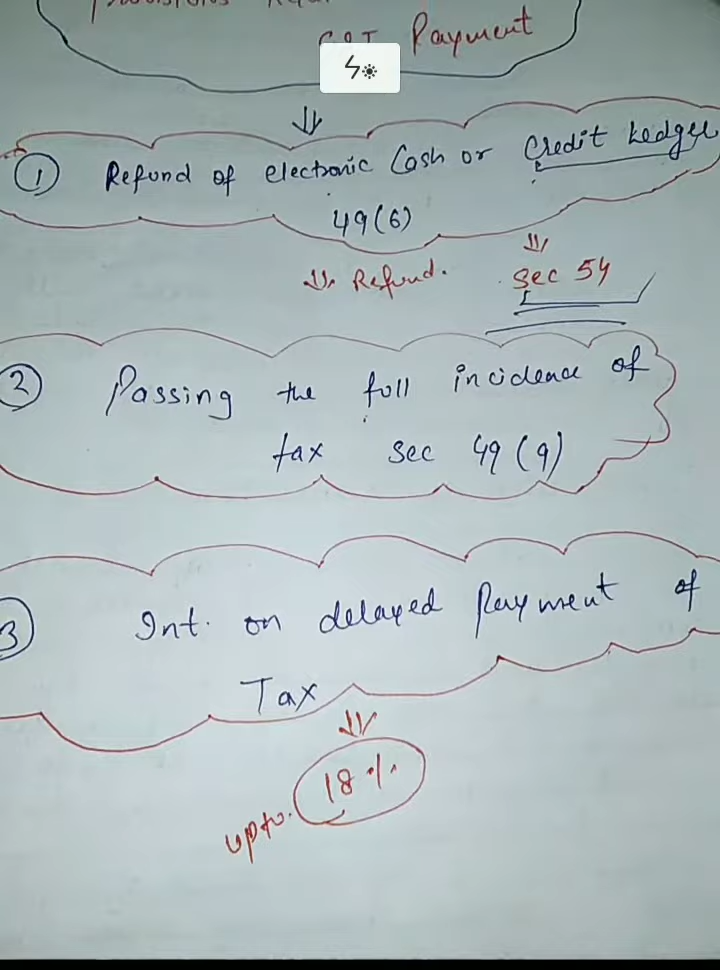 Payment
① Refund of electronic Cash or Credit Ledger
49(6)
⇓ Refund. Sec 54
② Passing the full incidence of
tax Sec 49 (9)
3 Int. on delayed Payment of
Tax
upto. 18 %